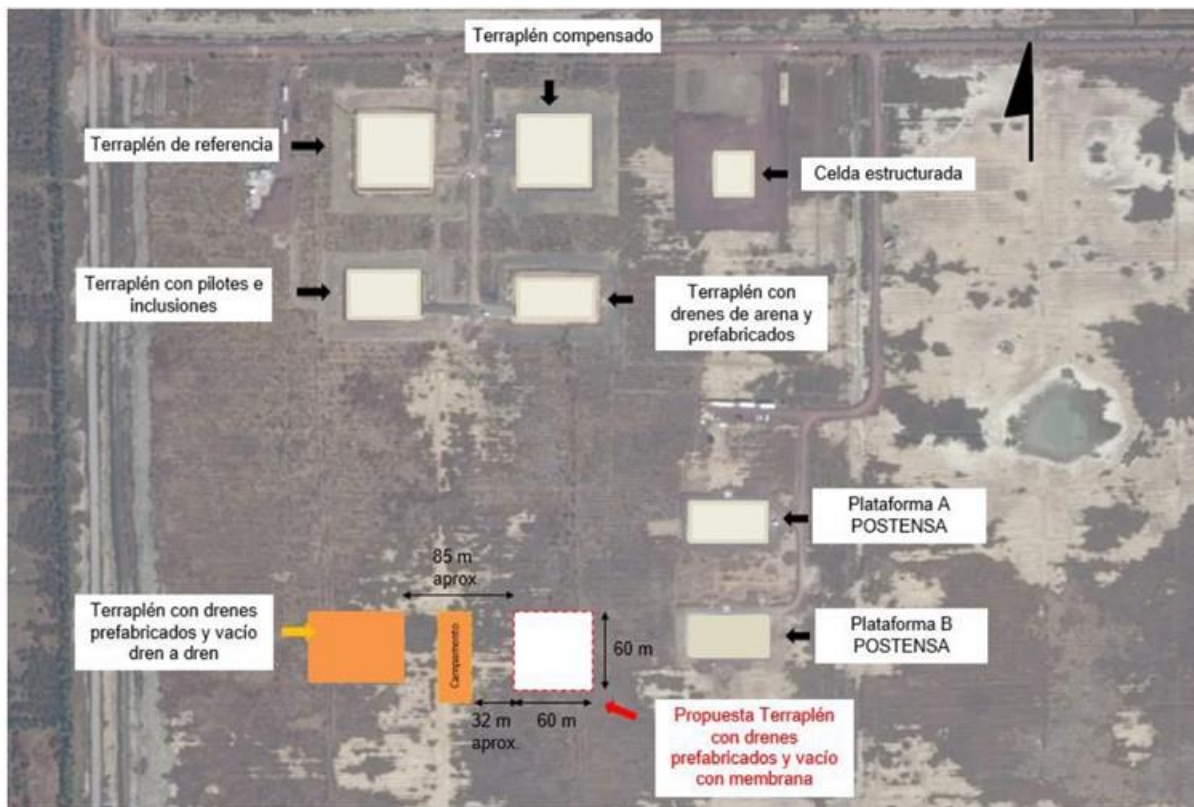 Terraplén compensado
Terraplén de referencia
Celda estructurada
Terraplén con pilotes e
inclusiones
Terraplén con
drenes de arena y
prefabricados
Plataforma A
POSTENSA
85 m
aprox.
Terraplén con drenes
prefabricados y vacío
dren a dren
Campamento
60 m
Plataforma B
POSTENSA
32 m
aprox.
60 m
Propuesta Terraplén
con drenes
prefabricados y vacío
con membrana